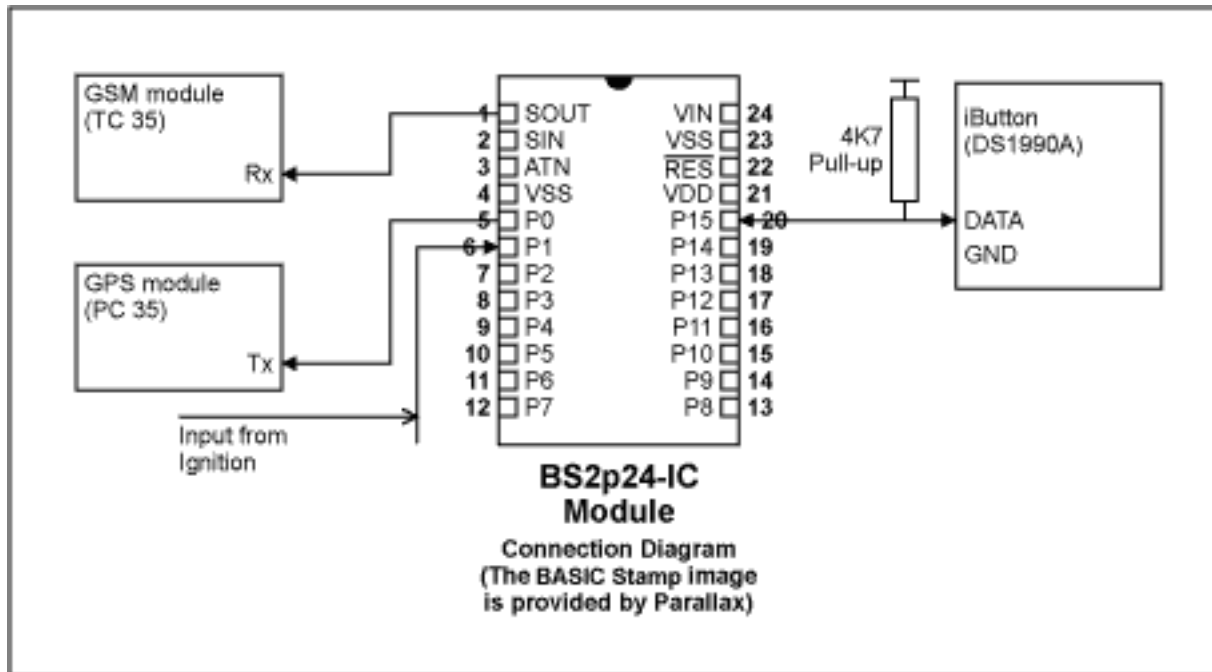 GSM module
(TC 35)
Rx
GPS module
(PC 35)
Tx
Input from
Ignition
1 SOUT VIN 24
2 SIN VSS 23
3 ATN RES 22
4 VSS VDD 21
5 P0 P15 20
6 P1 P14 19
7 P2 P13 18
8 P3 P12 17
9 P4 P11 16
10 P5 P10 15
11 P6 P9 14
12 P7 P8 13
4K7
Pull-up
iButton
(DS1990A)
DATA
GND
BS2p24-IC
Module
Connection Diagram
(The BASIC Stamp image
is provided by Parallax)